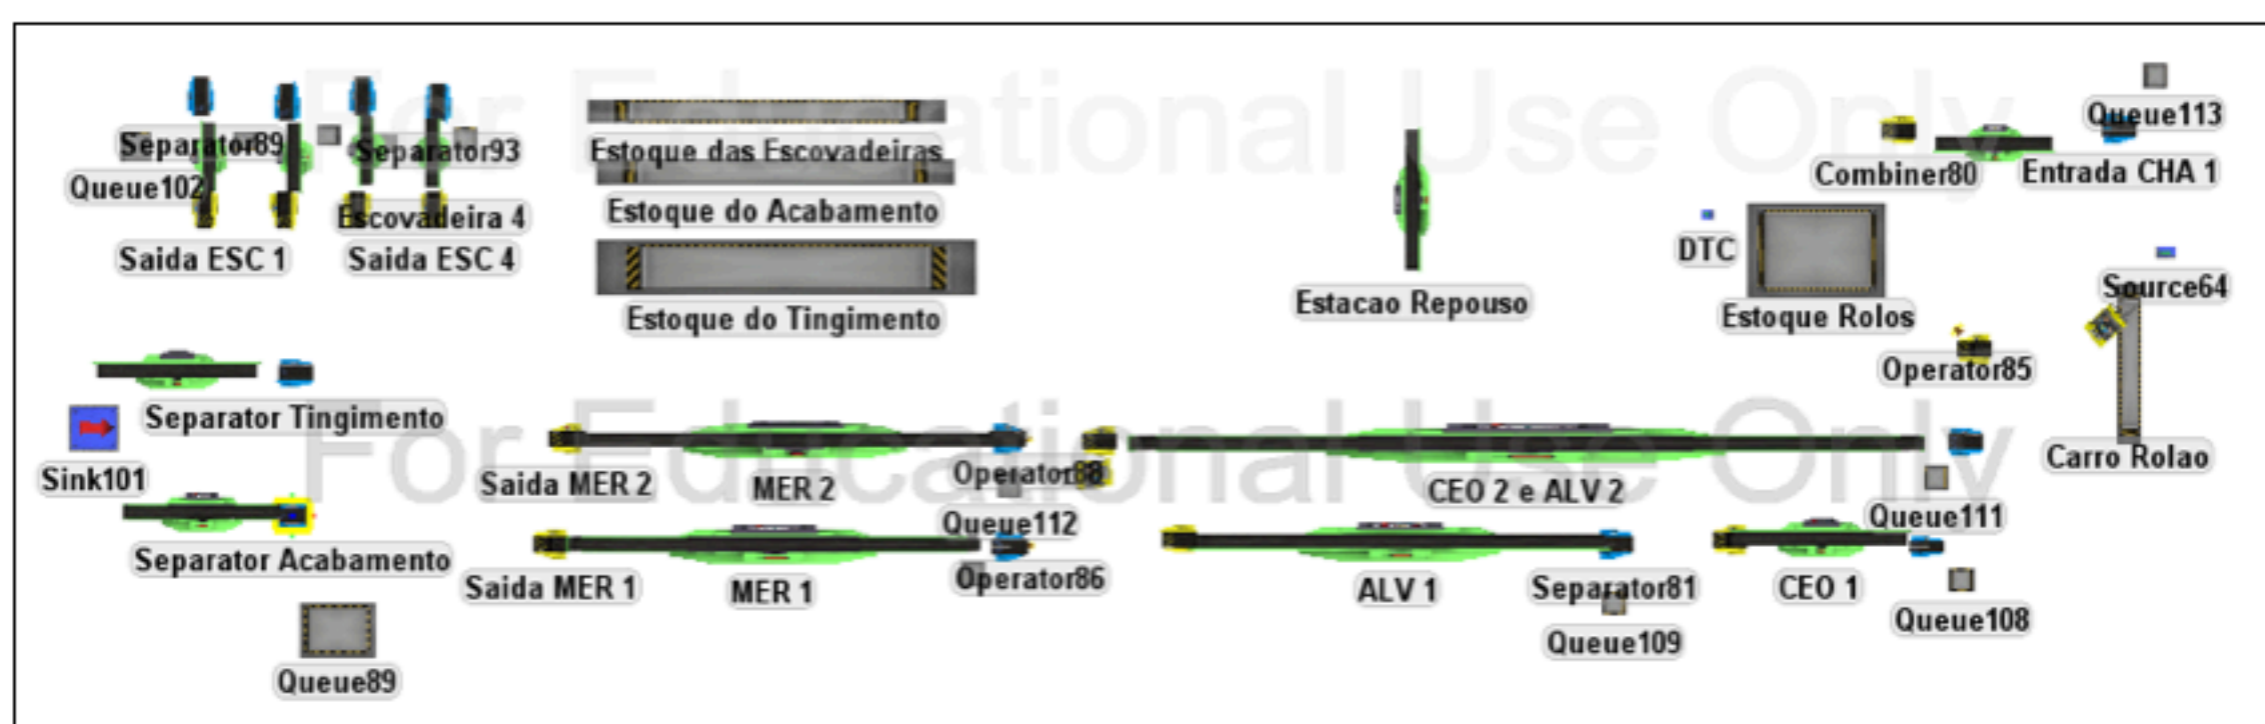 For Educational Use Only
Queue113
Separator89
Separator93
Estoque das Escovadeiras
Combiner80
Entrada CHA 1
Queue102
Escovadeira 4
Estoque do Acabamento
Saida ESC 1
Saida ESC 4
DTC
Source64
Estacao Repouso
Estoque Rolos
Estoque do Tingimento
Operator85
Separator Tingimento
For Educational Use Only
Carro Rolao
Sink101
Saida MER 2
MER 2
Operator88
CEO 2 e ALV 2
Queue112
Queue111
Separator Acabamento
Saida MER 1
MER 1
Operator86
ALV 1
Separator81
CEO 1
Queue108
Queue109
Queue89